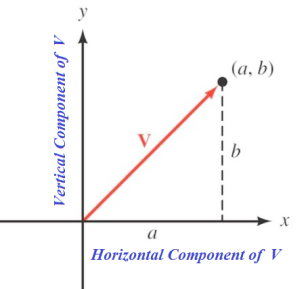 y
(a, b)
Vertical Component of V
V
b
x
a
Horizontal Component of V